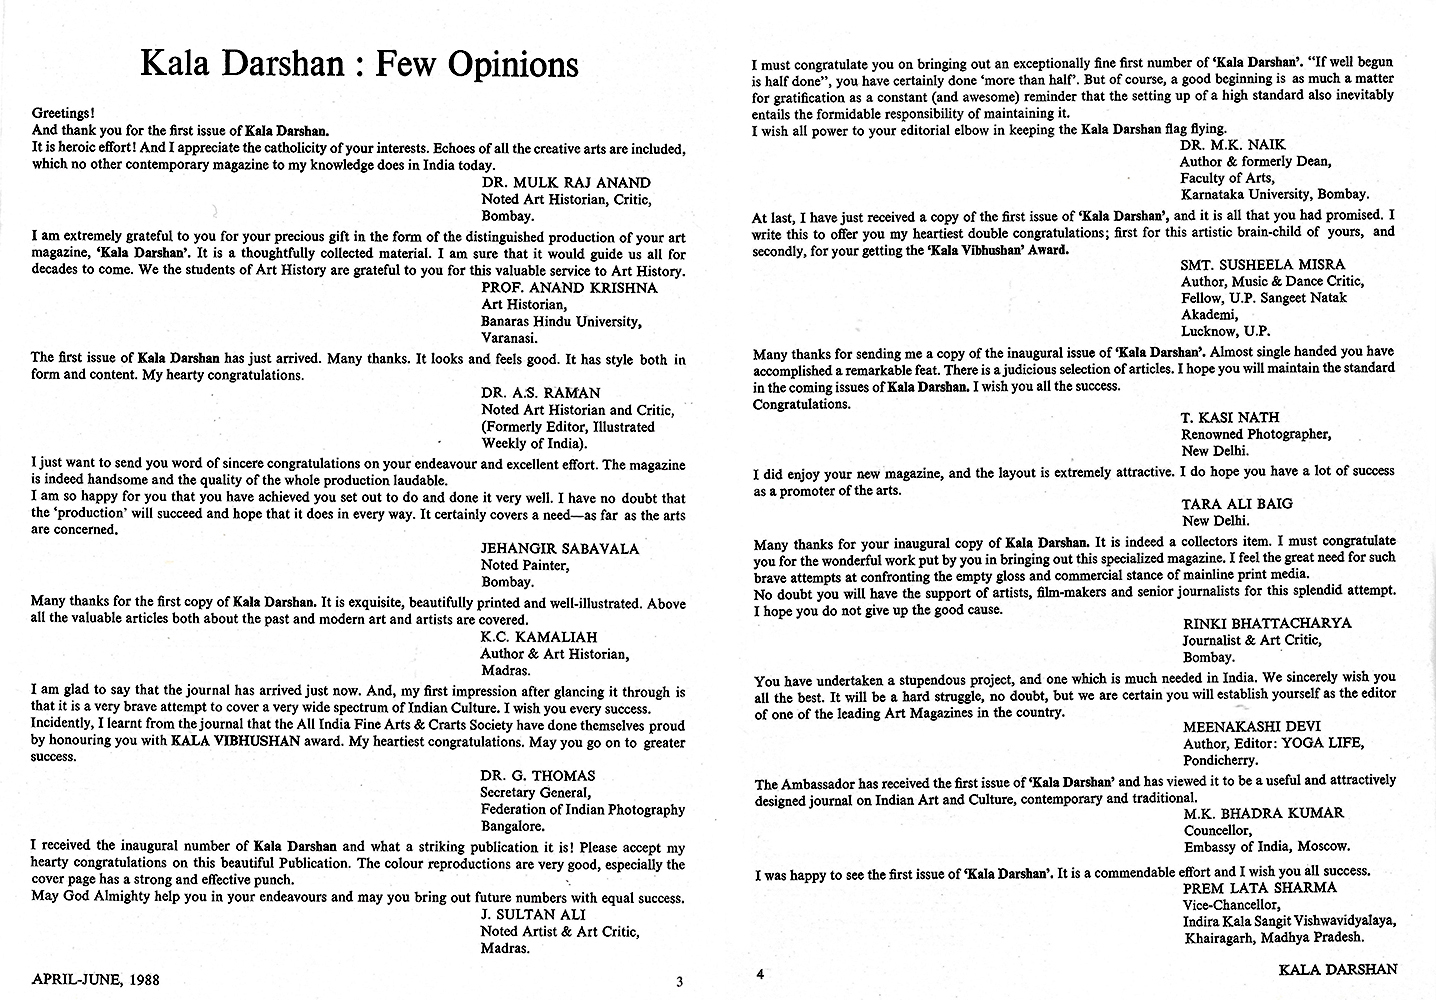 Kala Darshan : Few Opinions
Greetings!
And thank you for the first issue of Kala Darshan.
It is heroic effort! And I appreciate the catholicity of your interests. Echoes of all the creative arts are included,
which no other contemporary magazine to my knowledge does in India today.
DR. MULK RAJ ANAND
Noted Art Historian, Critic,
Bombay.
I am extremely grateful to you for your precious gift in the form of the distinguished production of your art
magazine, ‘Kala Darshan’. It is a thoughtfully collected material. I am sure that it would guide us all for
decades to come. We the students of Art History are grateful to you for this valuable service to Art History.
PROF. ANAND KRISHNA
Art Historian,
Banaras Hindu University,
Varanasi.
The first issue of Kala Darshan has just arrived. Many thanks. It looks and feels good. It has style both in
form and content. My hearty congratulations.
DR. A.S. RAMAN
Noted Art Historian and Critic,
(Formerly Editor, Illustrated
Weekly of India).
I just want to send you word of sincere congratulations on your endeavour and excellent effort. The magazine
is indeed handsome and the quality of the whole production laudable.
I am so happy for you that you have achieved you set out to do and done it very well. I have no doubt that
the ‘production’ will succeed and hope that it does in every way. It certainly covers a need—as far as the arts
are concerned.
JEHANGIR SABAVALA
Noted Painter,
Bombay.
Many thanks for the first copy of Kala Darshan. It is exquisite, beautifully printed and well-illustrated. Above
all the valuable articles both about the past and modern art and artists are covered.
K.C. KAMALIAH
Author & Art Historian,
Madras.
I am glad to say that the journal has arrived just now. And, my first impression after glancing it through is
that it is a very brave attempt to cover a very wide spectrum of Indian Culture. I wish you every success.
Incidently, I learnt from the journal that the All India Fine Arts & Crarts Society have done themselves proud
by honouring you with KALA VIBHUSHAN award. My heartiest congratulations. May you go on to greater
success.
DR. G. THOMAS
Secretary General,
Federation of Indian Photography
Bangalore.
I received the inaugural number of Kala Darshan and what a striking publication it is! Please accept my
hearty congratulations on this beautiful Publication. The colour reproductions are very good, especially the
cover page has a strong and effective punch.
May God Almighty help you in your endeavours and may you bring out future numbers with equal success.
J. SULTAN ALI
Noted Artist & Art Critic,
Madras.
APRIL-JUNE, 1988
3
I must congratulate you on bringing out an exceptionally fine first number of ‘Kala Darshan’. “If well begun
is half done”, you have certainly done ‘more than half’. But of course, a good beginning is as much a matter
for gratification as a constant (and awesome) reminder that the setting up of a high standard also inevitably
entails the formidable responsibility of maintaining it.
I wish all power to your editorial elbow in keeping the Kala Darshan flag flying.
DR. M.K. NAIK
Author & formerly Dean,
Faculty of Arts,
Karnataka University, Bombay.
At last, I have just received a copy of the first issue of ‘Kala Darshan’, and it is all that you had promised. I
write this to offer you my heartiest double congratulations; first for this artistic brain-child of yours, and
secondly, for your getting the ‘Kala Vibhushan’ Award.
SMT. SUSHEELA MISRA
Author, Music & Dance Critic,
Fellow, U.P. Sangeet Natak
Akademi,
Lucknow, U.P.
Many thanks for sending me a copy of the inaugural issue of ‘Kala Darshan’. Almost single handed you have
accomplished a remarkable feat. There is a judicious selection of articles. I hope you will maintain the standard
in the coming issues of Kala Darshan. I wish you all the success.
Congratulations.
T. KASI NATH
Renowned Photographer,
New Delhi.
I did enjoy your new magazine, and the layout is extremely attractive. I do hope you have a lot of success
as a promoter of the arts.
TARA ALI BAIG
New Delhi.
Many thanks for your inaugural copy of Kala Darshan. It is indeed a collectors item. I must congratulate
you for the wonderful work put by you in bringing out this specialized magazine. I feel the great need for such
brave attempts at confronting the empty gloss and commercial stance of mainline print media.
No doubt you will have the support of artists, film-makers and senior journalists for this splendid attempt.
I hope you do not give up the good cause.
RINKI BHATTACHARYA
Journalist & Art Critic,
Bombay.
You have undertaken a stupendous project, and one which is much needed in India. We sincerely wish you
all the best. It will be a hard struggle, no doubt, but we are certain you will establish yourself as the editor
of one of the leading Art Magazines in the country.
MEENAKASHI DEVI
Author, Editor: YOGA LIFE,
Pondicherry.
The Ambassador has received the first issue of ‘Kala Darshan’ and has viewed it to be a useful and attractively
designed journal on Indian Art and Culture, contemporary and traditional.
M.K. BHADRA KUMAR
Councellor,
Embassy of India, Moscow.
I was happy to see the first issue of ‘Kala Darshan’. It is a commendable effort and I wish you all success.
PREM LATA SHARMA
Vice-Chancellor,
Indira Kala Sangit Vishwavidyalaya,
Khairagarh, Madhya Pradesh.
4
KALA DARSHAN